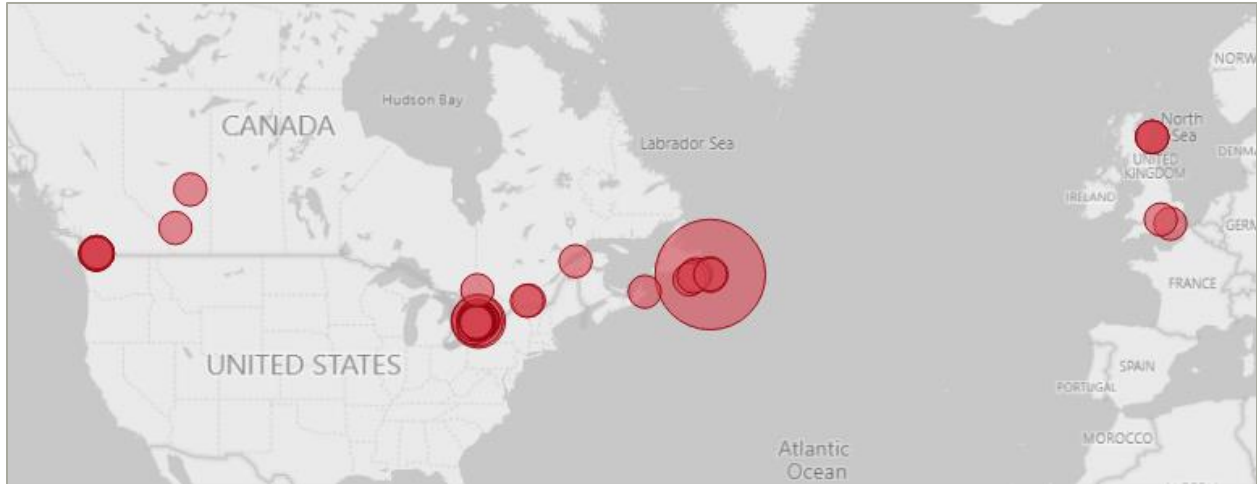 NORW
Hudson Bay
CANADA
North
Sea
Labrador Sea
DENMA
UNITED
KINGDOM
IRELAND
GERM
FRANCE
UNITED STATES
SPAIN
PORTUGAL
MOROCCO
Atlantic
Ocean